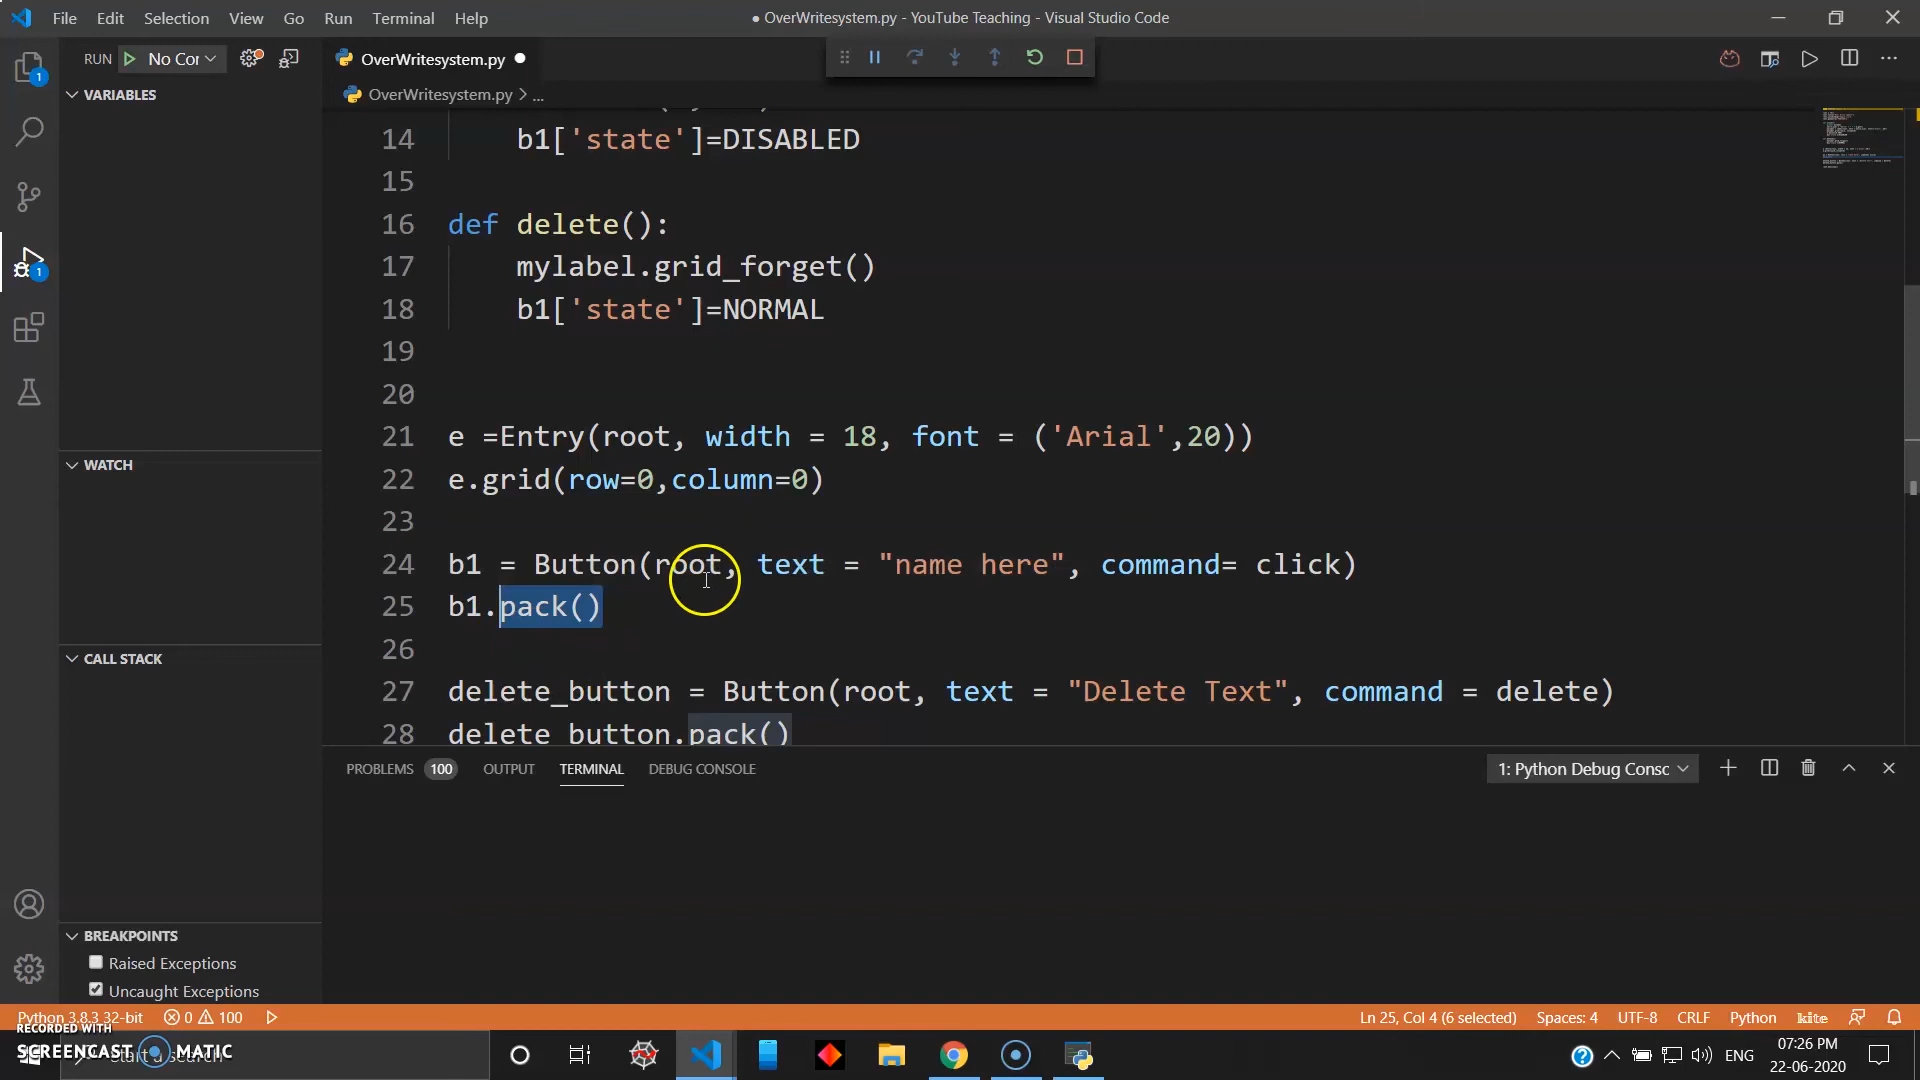 File Edit Selection View Go Run Terminal Help
● OverWritesystem.py - YouTube Teaching - Visual Studio Code
RUN No Cor
OverWritesystem.py
OverWritesystem.py > ...
VARIABLES
14 b1['state']=DISABLED
15
16 def delete():
17 mylabel.grid_forget()
18 b1['state']=NORMAL
19
20
21 e =Entry(root, width = 18, font = ('Arial',20))
22 e.grid(row=0,column=0)
23
24 b1 = Button(root, text = "name here", command= click)
25 b1.pack()
26
27 delete_button = Button(root, text = "Delete Text", command = delete)
28 delete_button.pack()
WATCH
CALL STACK
BREAKPOINTS
Raised Exceptions
Uncaught Exceptions
1
1
PROBLEMS 100 OUTPUT TERMINAL DEBUG CONSOLE
1: Python Debug Consc
Python 3.8.3 32-bit 0 100
Ln 25, Col 4 (6 selected) Spaces: 4 UTF-8 CRLF Python kite
RECORDED WITH
SCREENCAST MATIC
ENG
07:26 PM
22-06-2020